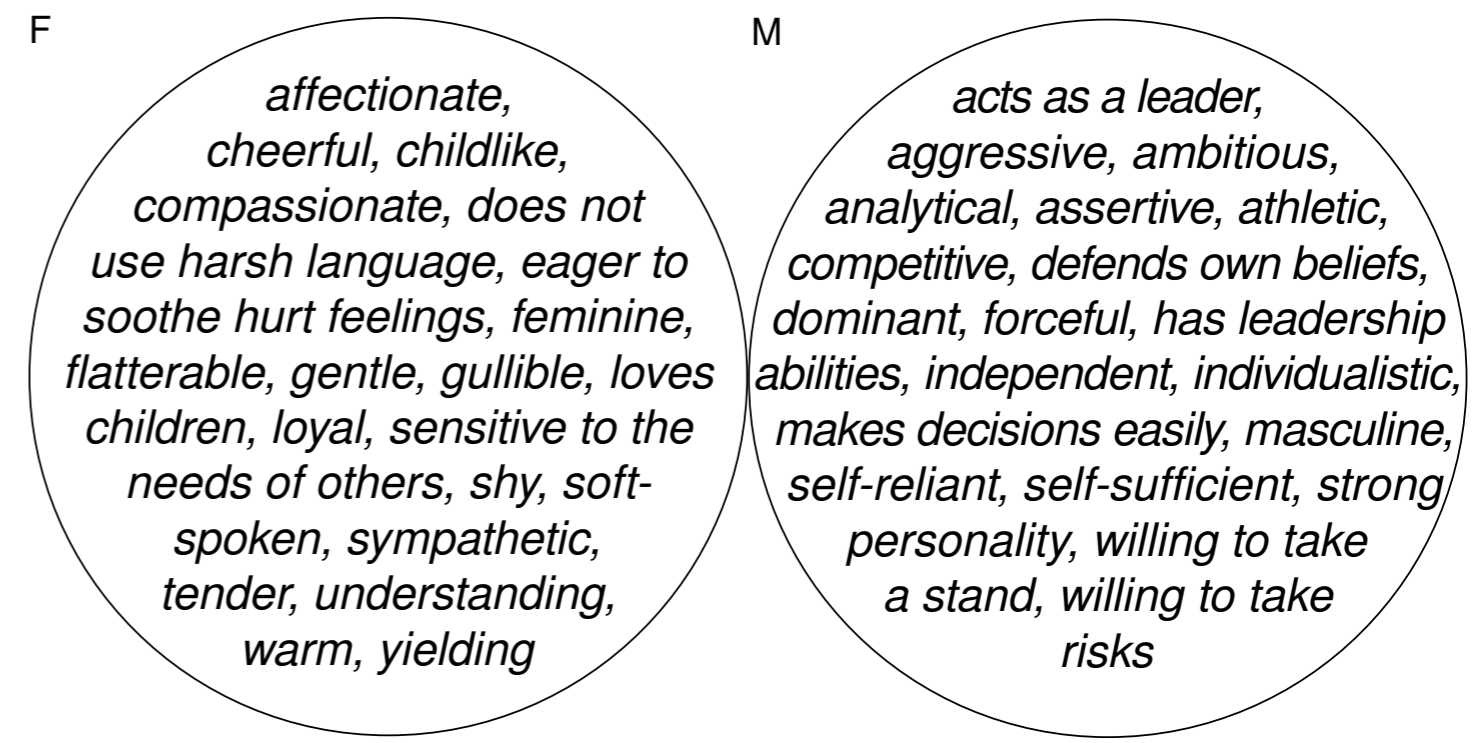 F
affectionate,
cheerful, childlike,
compassionate, does not
use harsh language, eager to
soothe hurt feelings, feminine,
flatterable, gentle, gullible, loves
children, loyal, sensitive to the
needs of others, shy, soft-
spoken, sympathetic,
tender, understanding,
warm, yielding
M
acts as a leader,
aggressive, ambitious,
analytical, assertive, athletic,
competitive, defends own beliefs,
dominant, forceful, has leadership
abilities, independent, individualistic,
makes decisions easily, masculine,
self-reliant, self-sufficient, strong
personality, willing to take
a stand, willing to take
risks